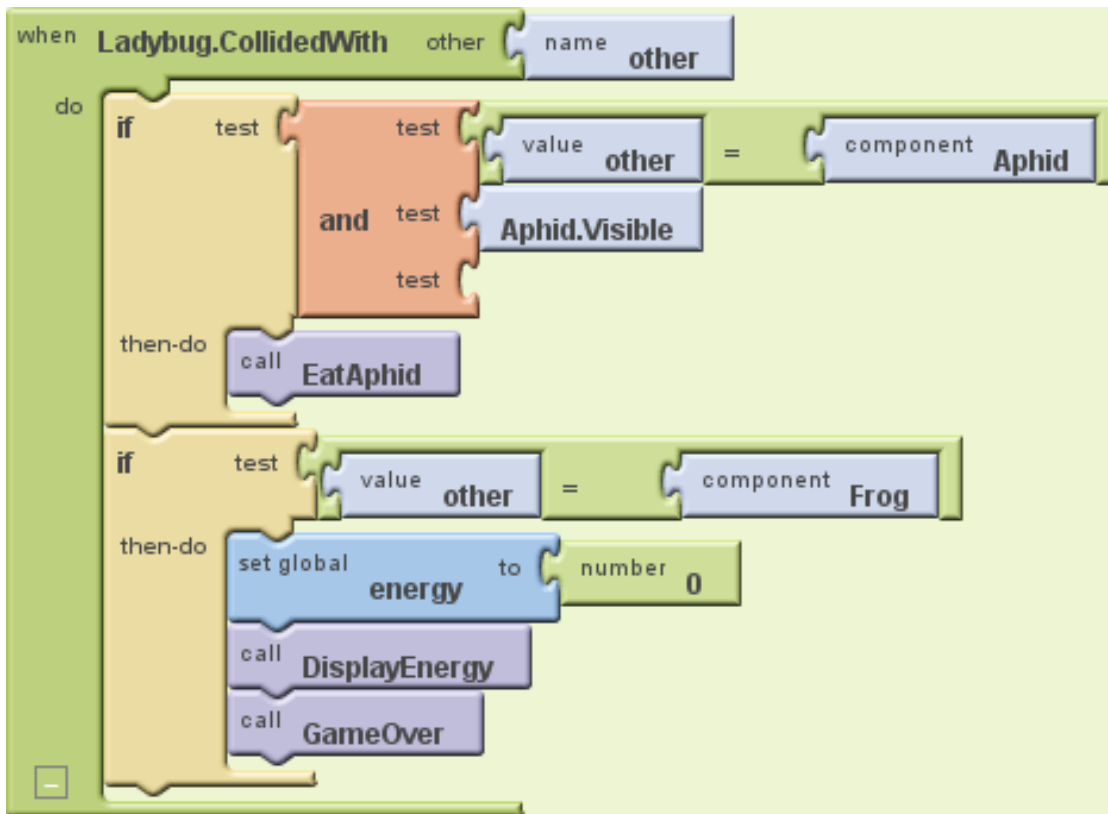 when Ladybug.CollidedWith other name other
do
if test test value other = component Aphid
and test Aphid.Visible
test
then-do call EatAphid
if test value other = component Frog
then-do set global energy to number 0
call DisplayEnergy
call GameOver